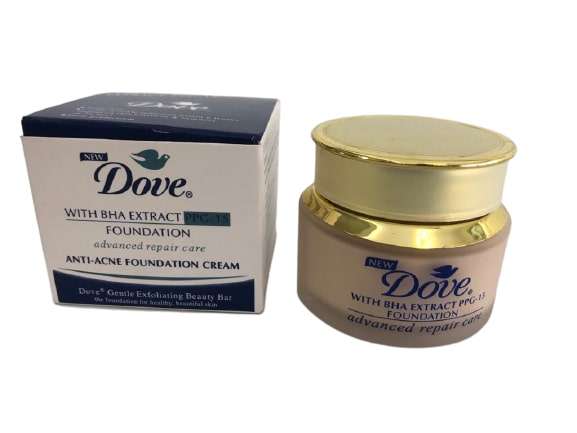 Dove
NEW
Dove®
WITH BHA EXTRACT PPG-15
FOUNDATION
advanced repair care
ANTI-ACNE FOUNDATION CREAM
Dove® Gentle Exfoliating Beauty Bar
the foundation for healthy, beautiful skin
NEW
Dove®
WITH BHA EXTRACT PPG-15
FOUNDATION
advanced repair care